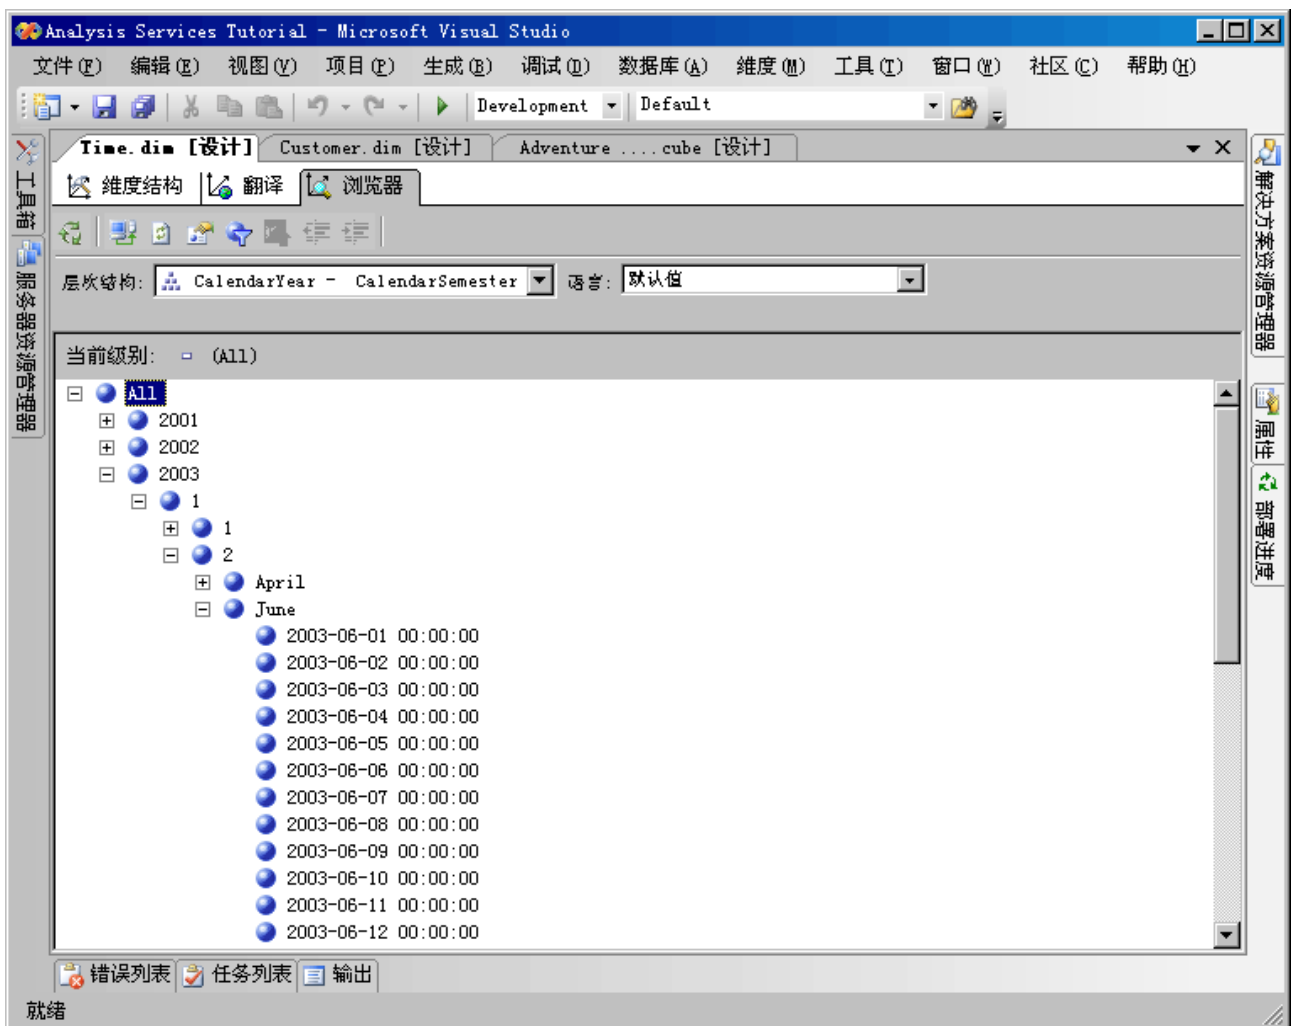 Analysis Services Tutorial - Microsoft Visual Studio
文件(F) 编辑(E) 视图(V) 项目(P) 生成(B) 调试(D) 数据库(A) 维度(M) 工具(T) 窗口(W) 社区(C) 帮助(H)
Development Default
Time.dim [设计] Customer.dim [设计] Adventure ....cube [设计]
维度结构 翻译 浏览器
层次结构: CalendarYear - CalendarSemester 语言: 默认值
当前级别: (All)
All
2001
2002
2003
1
1
2
April
June
2003-06-01 00:00:00
2003-06-02 00:00:00
2003-06-03 00:00:00
2003-06-04 00:00:00
2003-06-05 00:00:00
2003-06-06 00:00:00
2003-06-07 00:00:00
2003-06-08 00:00:00
2003-06-09 00:00:00
2003-06-10 00:00:00
2003-06-11 00:00:00
2003-06-12 00:00:00
工具箱
服务器资源管理器
解决方案资源管理器
属性
部署进度
错误列表 任务列表 输出
就绪